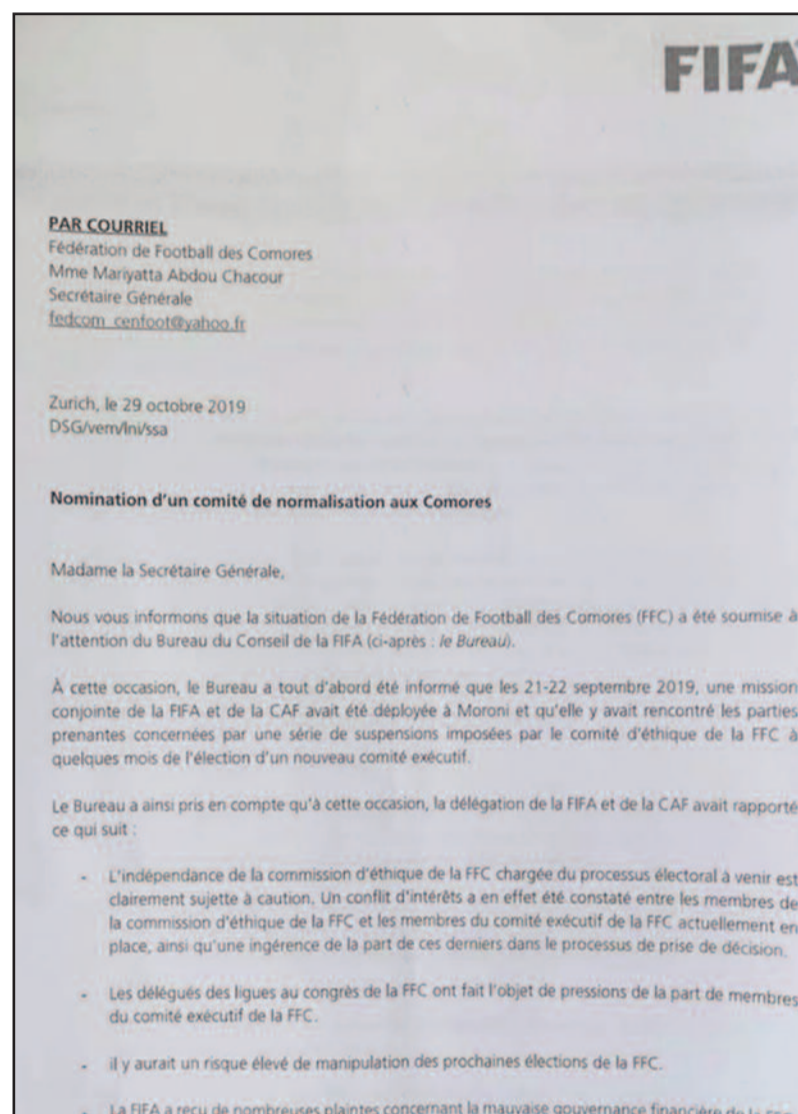 FIFA
PAR COURRIEL
Fédération de Football des Comores
Mme Mariyatta Abdou Chacour
Secrétaire Générale
fedcom_cenfoot@yahoo.fr
Zurich, le 29 octobre 2019
DSG/vem/lni/ssa
Nomination d'un comité de normalisation aux Comores
Madame la Secrétaire Générale,
Nous vous informons que la situation de la Fédération de Football des Comores (FFC) a été soumise à
l'attention du Bureau du Conseil de la FIFA (ci-après : le Bureau).
À cette occasion, le Bureau a tout d'abord été informé que les 21-22 septembre 2019, une mission
conjointe de la FIFA et de la CAF avait été déployée à Moroni et qu'elle y avait rencontré les parties
prenantes concernées par une série de suspensions imposées par le comité d'éthique de la FFC à
quelques mois de l'élection d'un nouveau comité exécutif.
Le Bureau a ainsi pris en compte qu'à cette occasion, la délégation de la FIFA et de la CAF avait rapporté
ce qui suit :
- L'indépendance de la commission d'éthique de la FFC chargée du processus électoral à venir est
clairement sujette à caution. Un conflit d'intérêts a en effet été constaté entre les membres de
la commission d'éthique de la FFC et les membres du comité exécutif de la FFC actuellement en
place, ainsi qu'une ingérence de la part de ces derniers dans le processus de prise de décision.
- Les délégués des ligues au congrès de la FFC ont fait l'objet de pressions de la part de membres
du comité exécutif de la FFC.
- il y aurait un risque élevé de manipulation des prochaines élections de la FFC.
- La FIFA a reçu de nombreuses plaintes concernant la mauvaise gouvernance financière de la